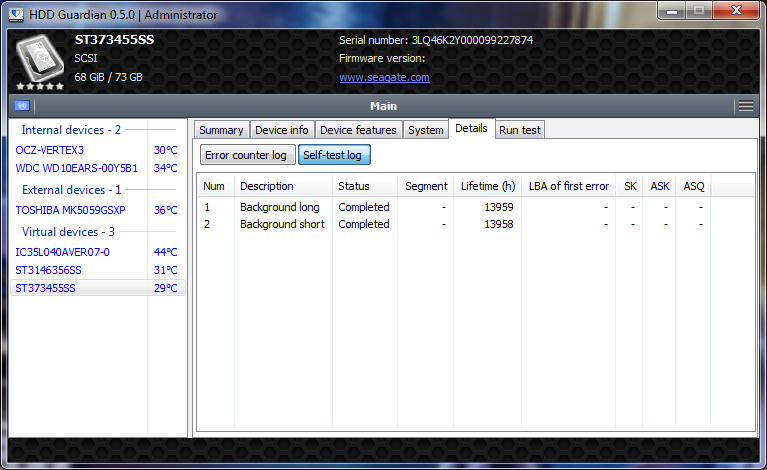 HDD Guardian 0.5.0 | Administrator
ST373455SS
SCSI
68 GiB / 73 GB
Serial number: 3LQ46K2Y000099227874
Firmware version:
www.seagate.com
Main
Internal devices - 2
OCZ-VERTEX3 30°C
WDC WD10EARS-00Y5B1 34°C
External devices - 1
TOSHIBA MK5059GSXP 36°C
Virtual devices - 3
IC35L040AVER07-0 44°C
ST3146356SS 31°C
ST373455SS 29°C
Summary Device info Device features System Details Run test
Error counter log Self-test log
Num Description Status Segment Lifetime (h) LBA of first error SK ASK ASQ
1 Background long Completed - 13959 - - - -
2 Background short Completed - 13958 - - - -